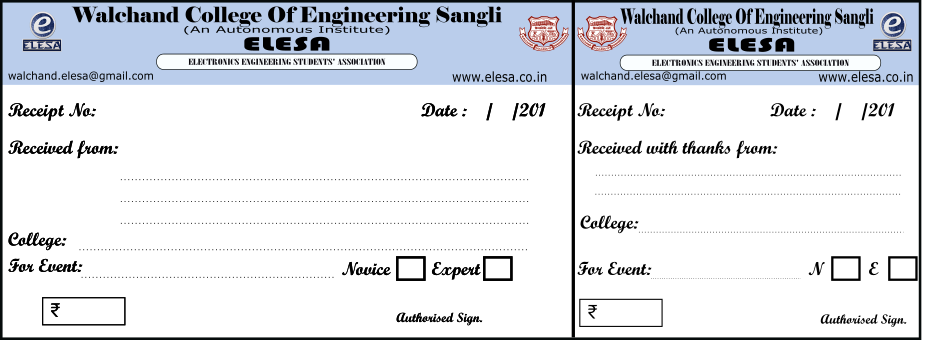 Walchand College Of Engineering Sangli
(An Autonomous Institute)
ELESA
ELESA
ELECTRONICS ENGINEERING STUDENTS' ASSOCIATION
walchand.elesa@gmail.com www.elesa.co.in
Receipt No: Date : / /201
Received from:
College:
For Event: Novice Expert
₹
Authorised Sign.
Walchand College Of Engineering Sangli
(An Autonomous Institute)
ELESA
ELESA
ELECTRONICS ENGINEERING STUDENTS' ASSOCIATION
walchand.elesa@gmail.com www.elesa.co.in
Receipt No: Date : / /201
Received with thanks from:
College:
For Event: N E
₹
Authorised Sign.